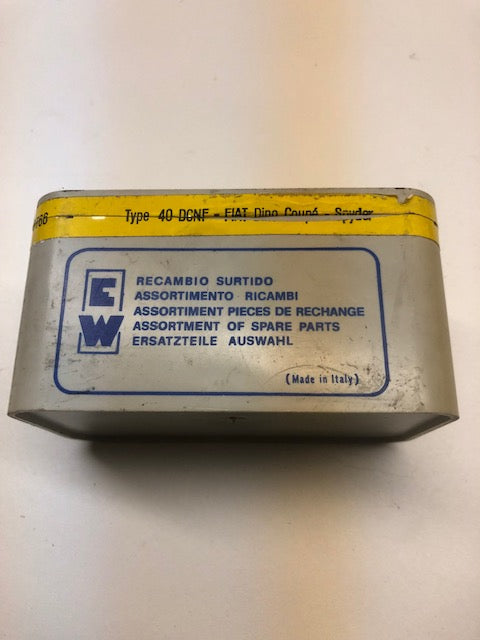 Type 40 DCNF - FIAT Dino Coupé - Spyder
E
W
RECAMBIO SURTIDO
ASSORTIMENTO RICAMBI
ASSORTIMENT PIECES DE RECHANGE
ASSORTMENT OF SPARE PARTS
ERSATZTEILE AUSWAHL
(Made in Italy)